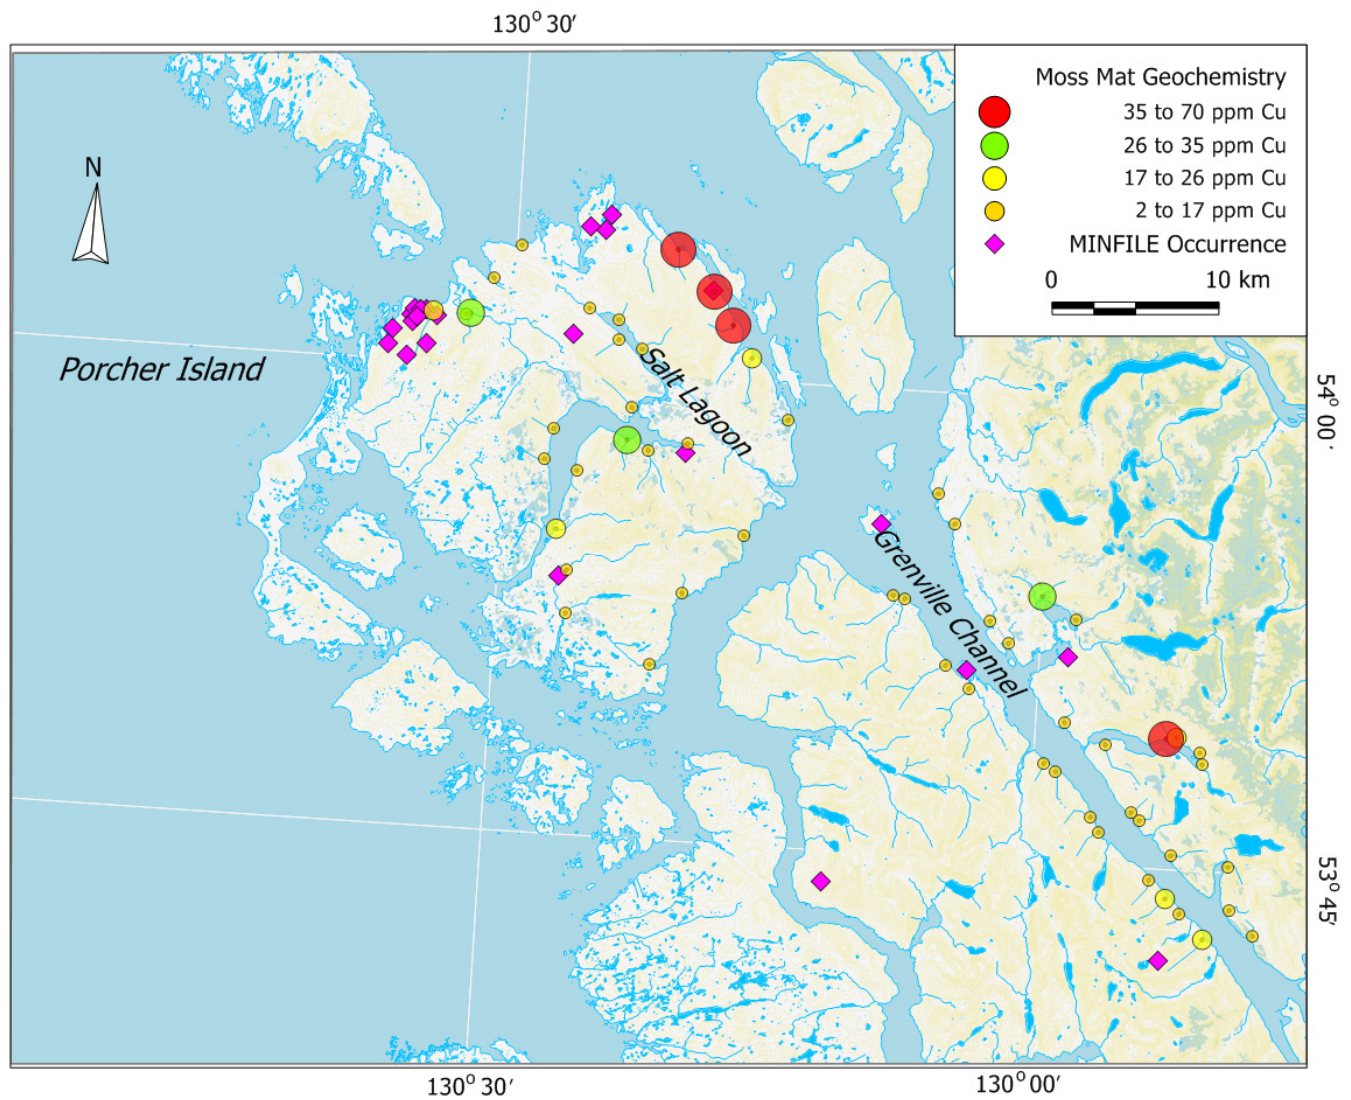 130° 30′
Moss Mat Geochemistry
35 to 70 ppm Cu
26 to 35 ppm Cu
17 to 26 ppm Cu
2 to 17 ppm Cu
MINFILE Occurrence
0 10 km
N
Porcher Island
Salt Lagoon
54° 00′
Grenville Channel
53° 45′
130° 30′
130° 00′